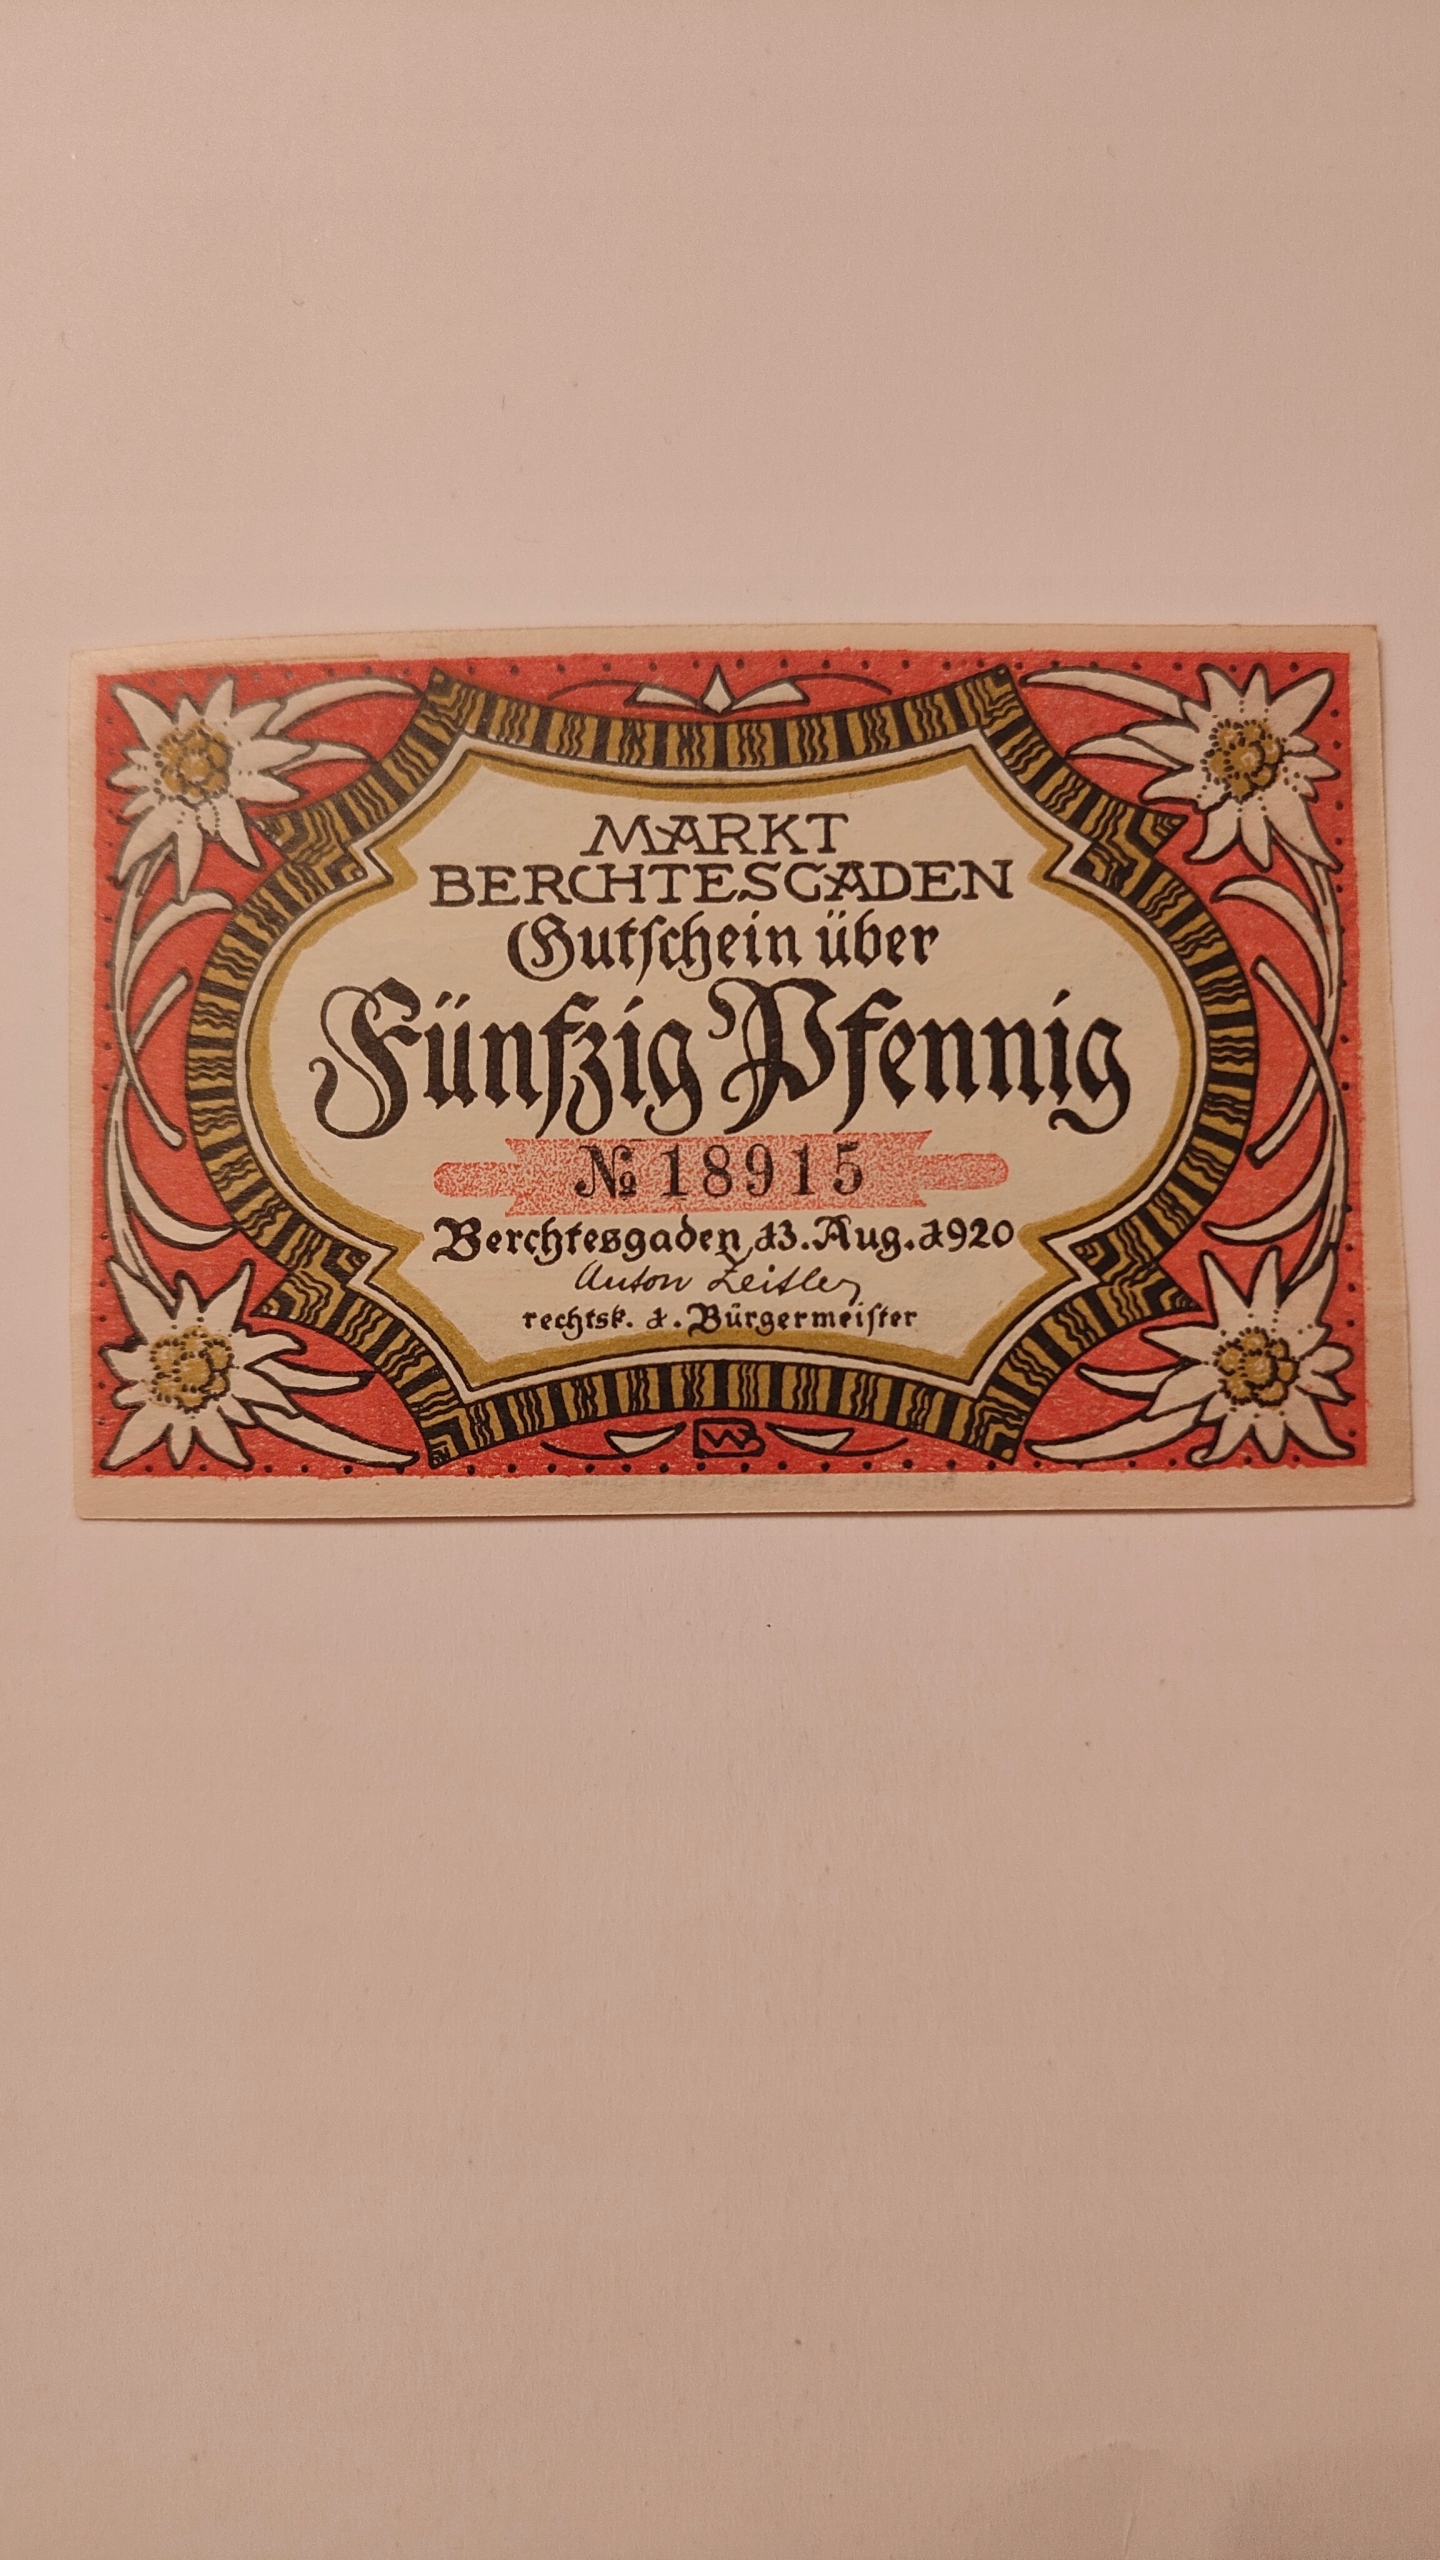 MARKT
BERCHTESGADEN
Gutſchein über
Fünfzig Pfennig
№ 18915
Berchtesgaden, 13. Aug. 1920
Anton Zeitler
rechtsk. 1. Bürgermeiſter